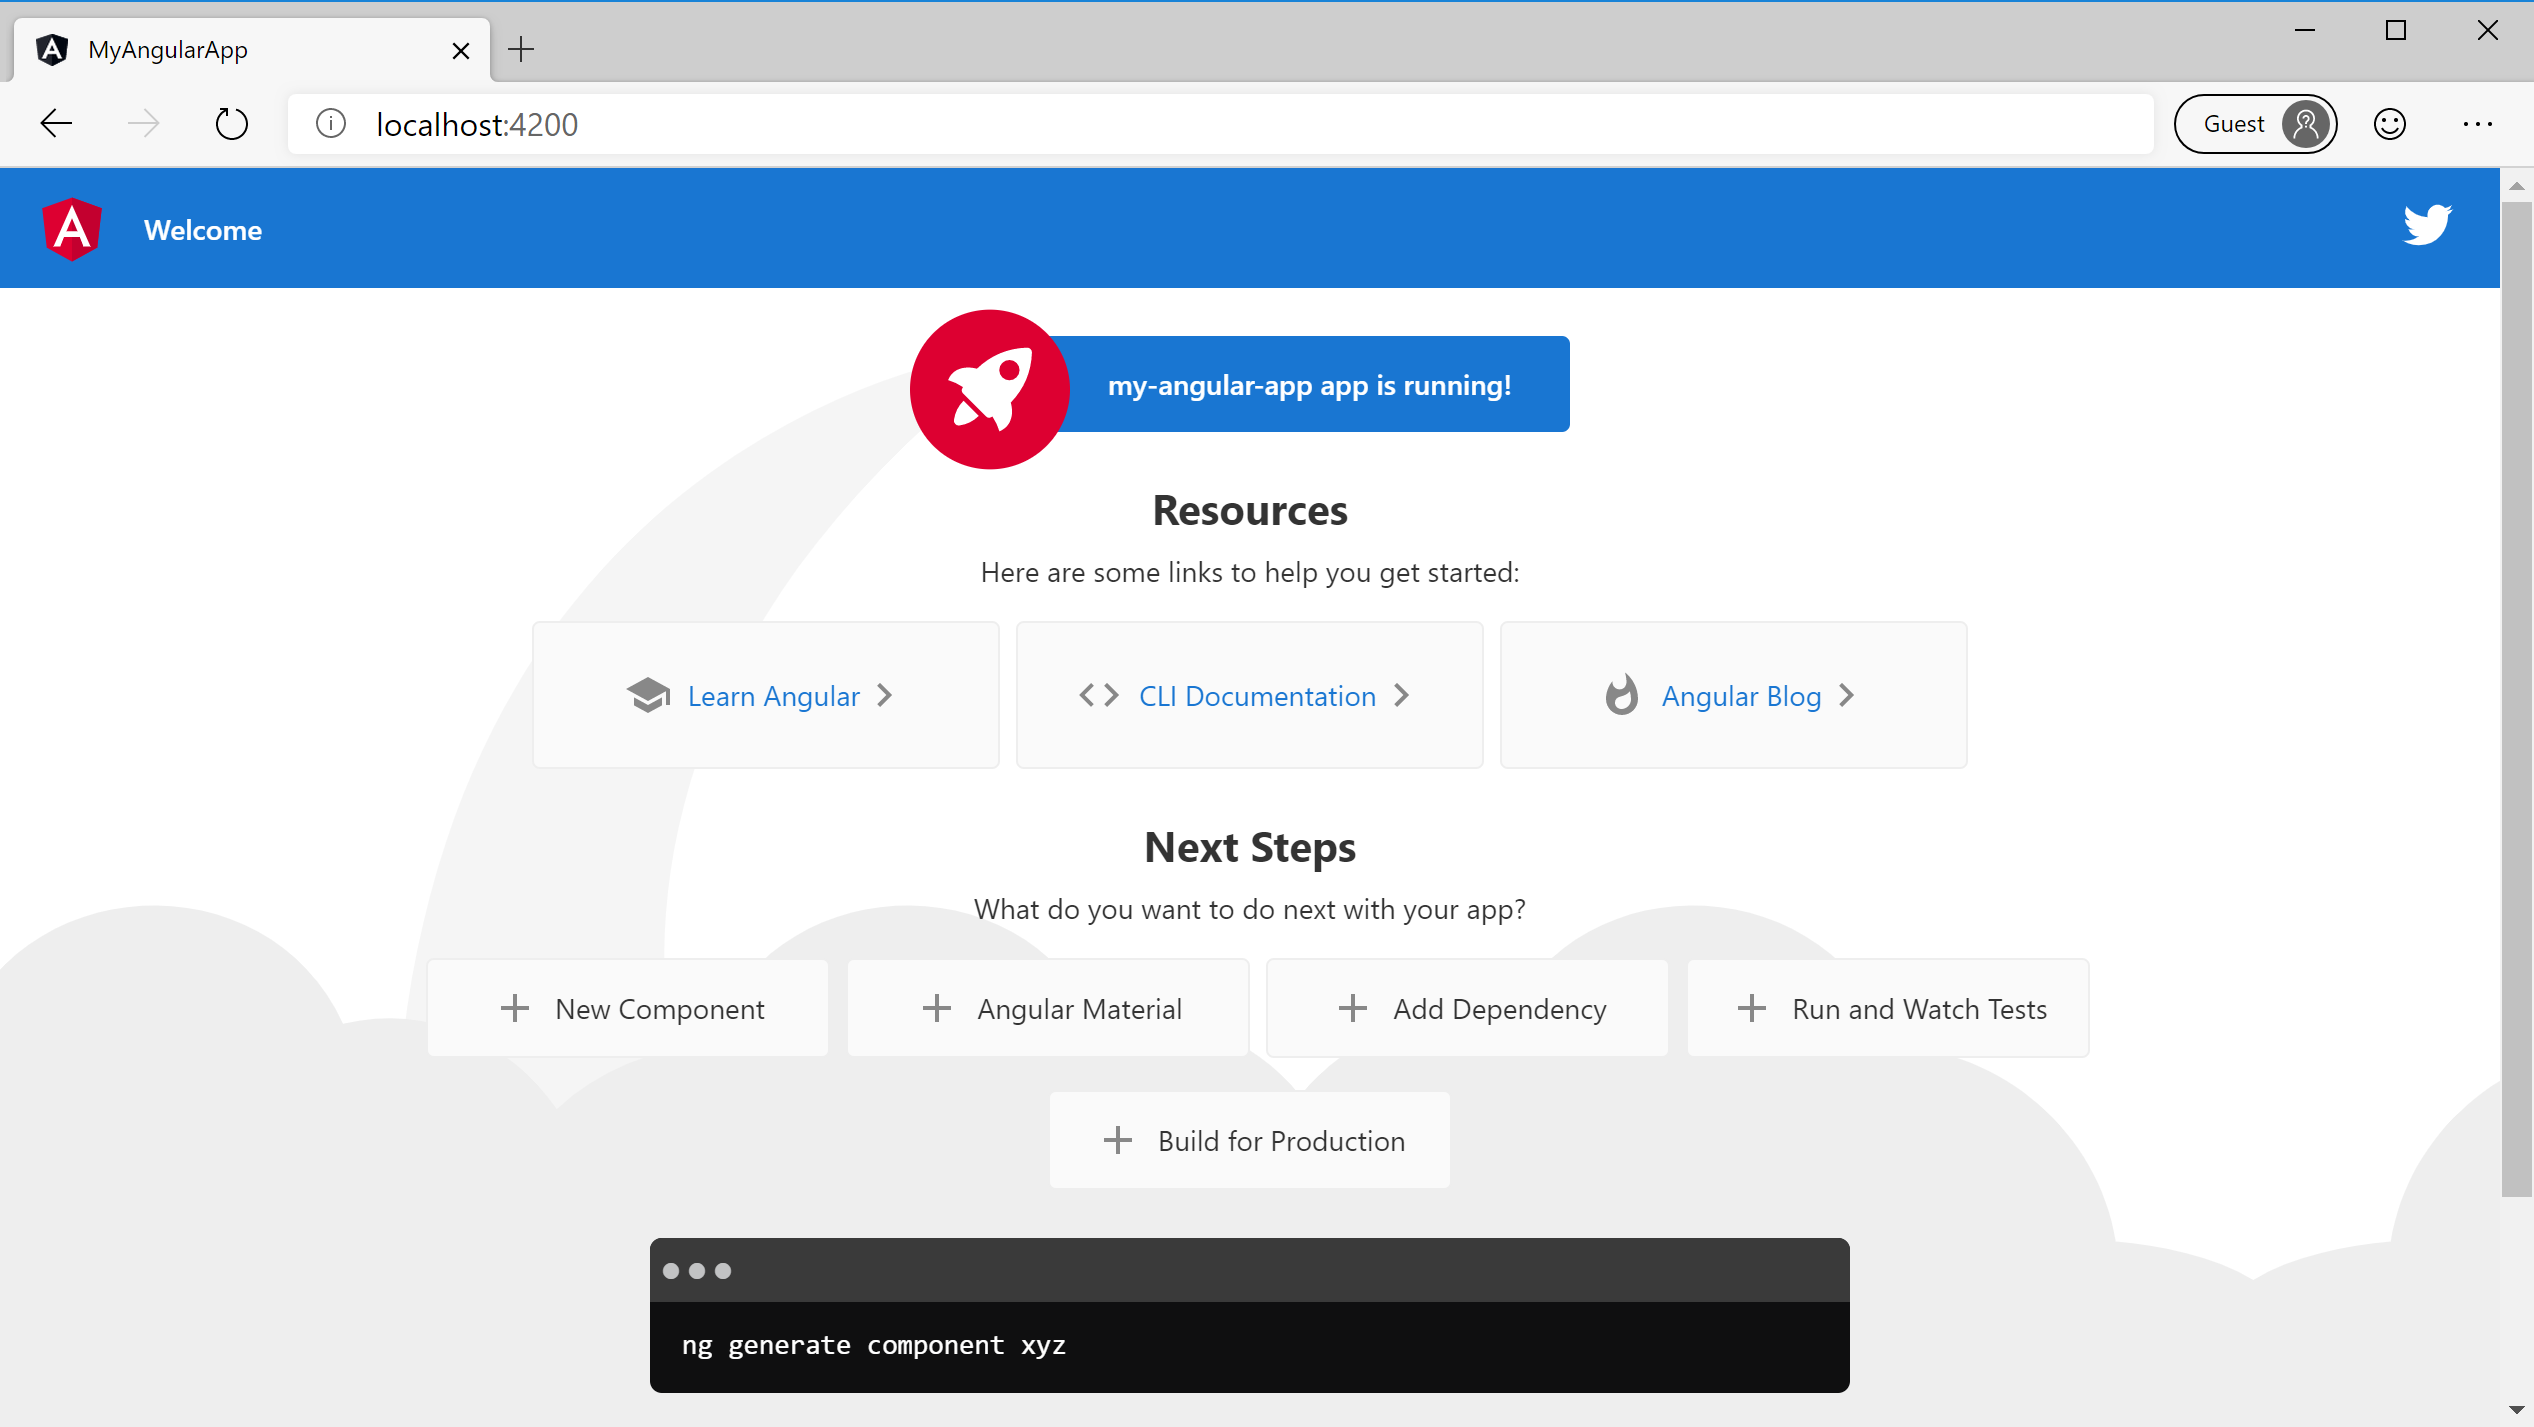 MyAngularApp
localhost:4200
Guest
Welcome
my-angular-app app is running!
Resources
Here are some links to help you get started:
Learn Angular
CLI Documentation
Angular Blog
Next Steps
What do you want to do next with your app?
New Component
Angular Material
Add Dependency
Run and Watch Tests
Build for Production
ng generate component xyz